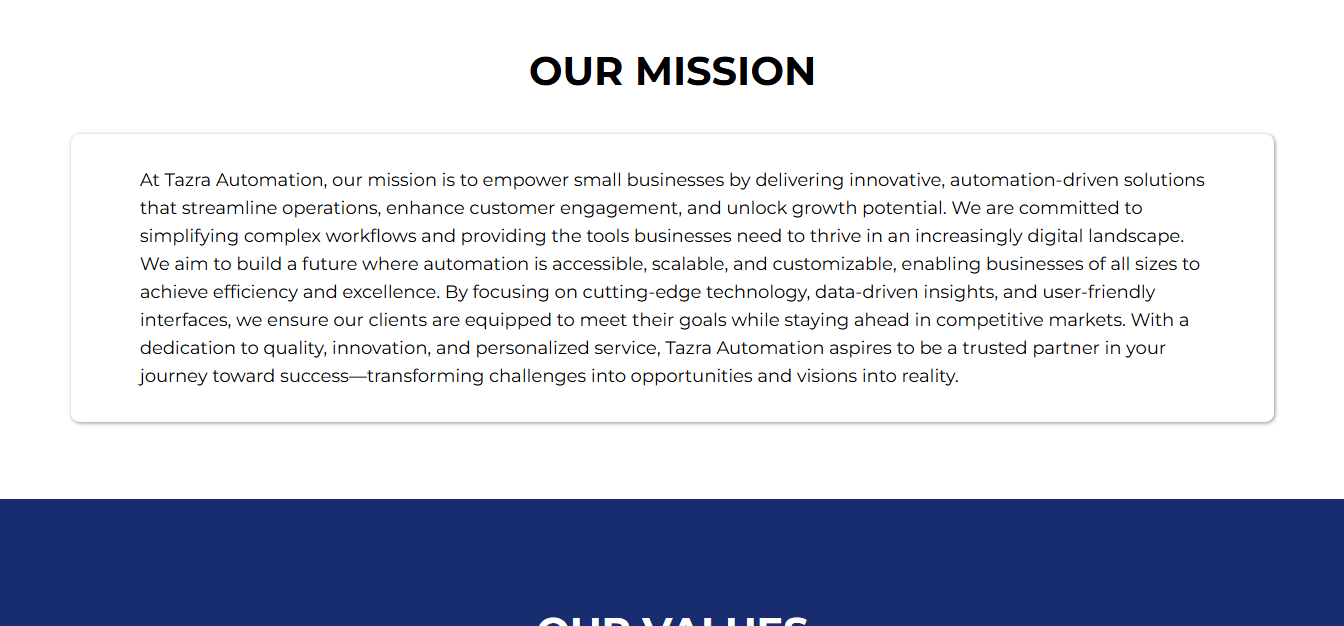 OUR MISSION
At Tazra Automation, our mission is to empower small businesses by delivering innovative, automation-driven solutions
that streamline operations, enhance customer engagement, and unlock growth potential. We are committed to
simplifying complex workflows and providing the tools businesses need to thrive in an increasingly digital landscape.
We aim to build a future where automation is accessible, scalable, and customizable, enabling businesses of all sizes to
achieve efficiency and excellence. By focusing on cutting-edge technology, data-driven insights, and user-friendly
interfaces, we ensure our clients are equipped to meet their goals while staying ahead in competitive markets. With a
dedication to quality, innovation, and personalized service, Tazra Automation aspires to be a trusted partner in your
journey toward success—transforming challenges into opportunities and visions into reality.
OUR VALUES